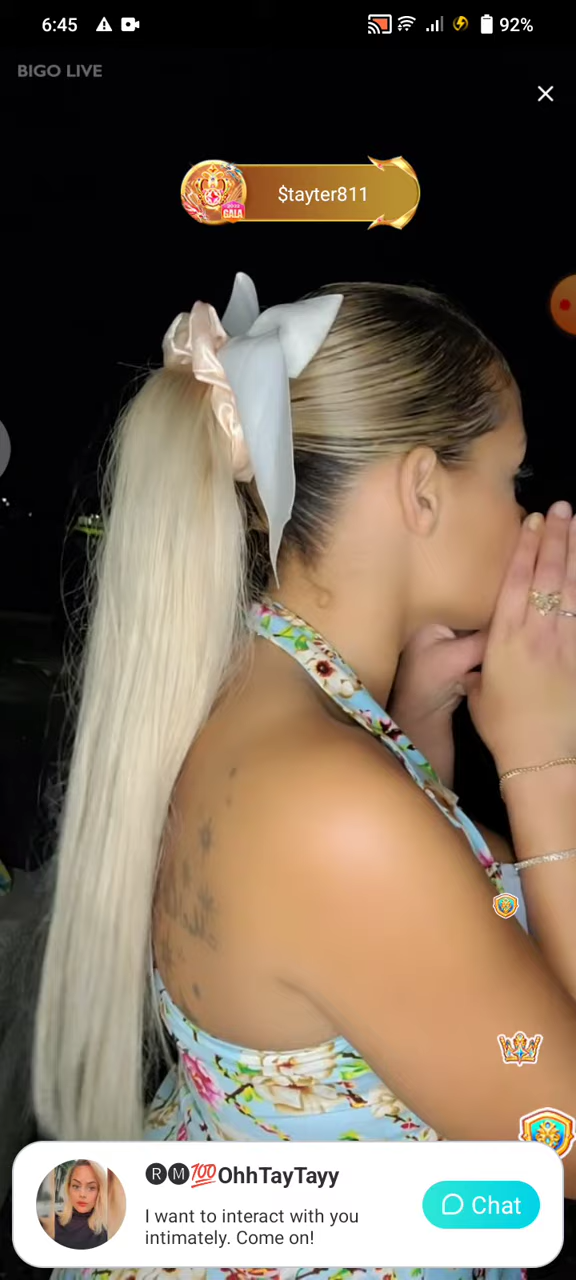 6:45
92%
BIGO LIVE
$tayter811
GALA
🅡🅜💯OhhTayTayy
I want to interact with you
intimately. Come on!
Chat